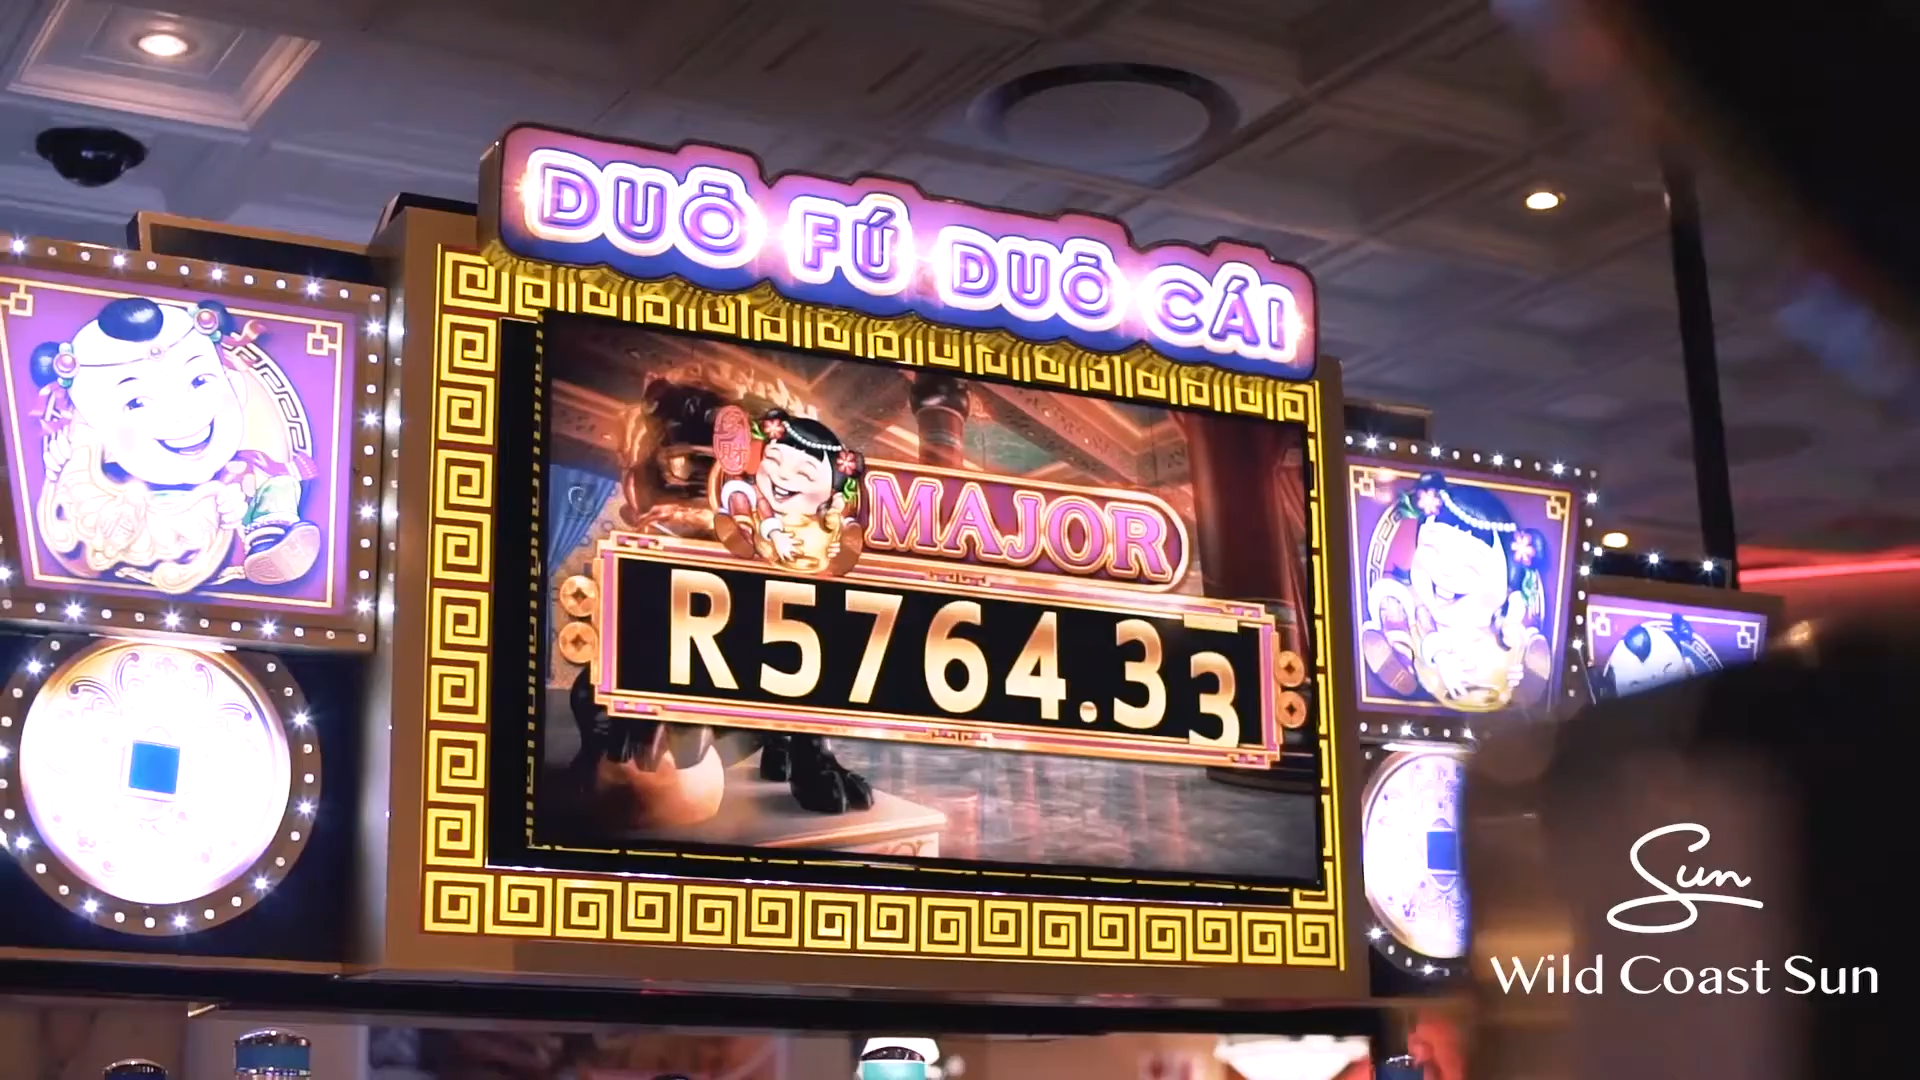 DUŌ FÚ DUŌ CÁI
MAJOR
R5764.33
Sun
Wild Coast Sun